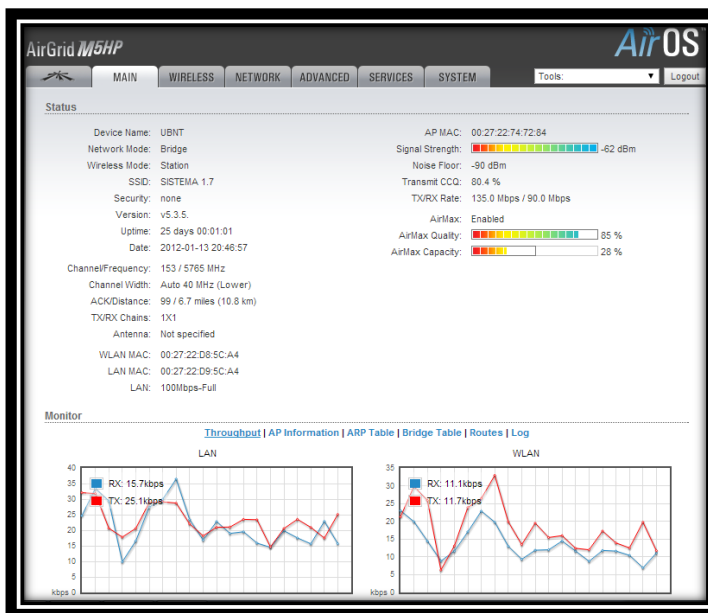 AirGrid M5HP
AirOS
MAIN WIRELESS NETWORK ADVANCED SERVICES SYSTEM Tools: Logout
Status
Device Name: UBNT
Network Mode: Bridge
Wireless Mode: Station
SSID: SISTEMA 1.7
Security: none
Version: v5.3.5.
Uptime: 25 days 00:01:01
Date: 2012-01-13 20:46:57
Channel/Frequency: 153 / 5765 MHz
Channel Width: Auto 40 MHz (Lower)
ACK/Distance: 99 / 6.7 miles (10.8 km)
TX/RX Chains: 1X1
Antenna: Not specified
WLAN MAC: 00:27:22:D8:5C:A4
LAN MAC: 00:27:22:D9:5C:A4
LAN: 100Mbps-Full
AP MAC: 00:27:22:74:72:84
Signal Strength: -62 dBm
Noise Floor: -90 dBm
Transmit CCQ: 80.4 %
TX/RX Rate: 135.0 Mbps / 90.0 Mbps
AirMax: Enabled
AirMax Quality: 85 %
AirMax Capacity: 28 %
Monitor
Throughput | AP Information | ARP Table | Bridge Table | Routes | Log
LAN
40
35
30
25
20
15
10
5
kbps 0
RX: 15.7kbps
TX: 25.1kbps
WLAN
35
30
25
20
15
10
5
kbps 0
RX: 11.1kbps
TX: 11.7kbps